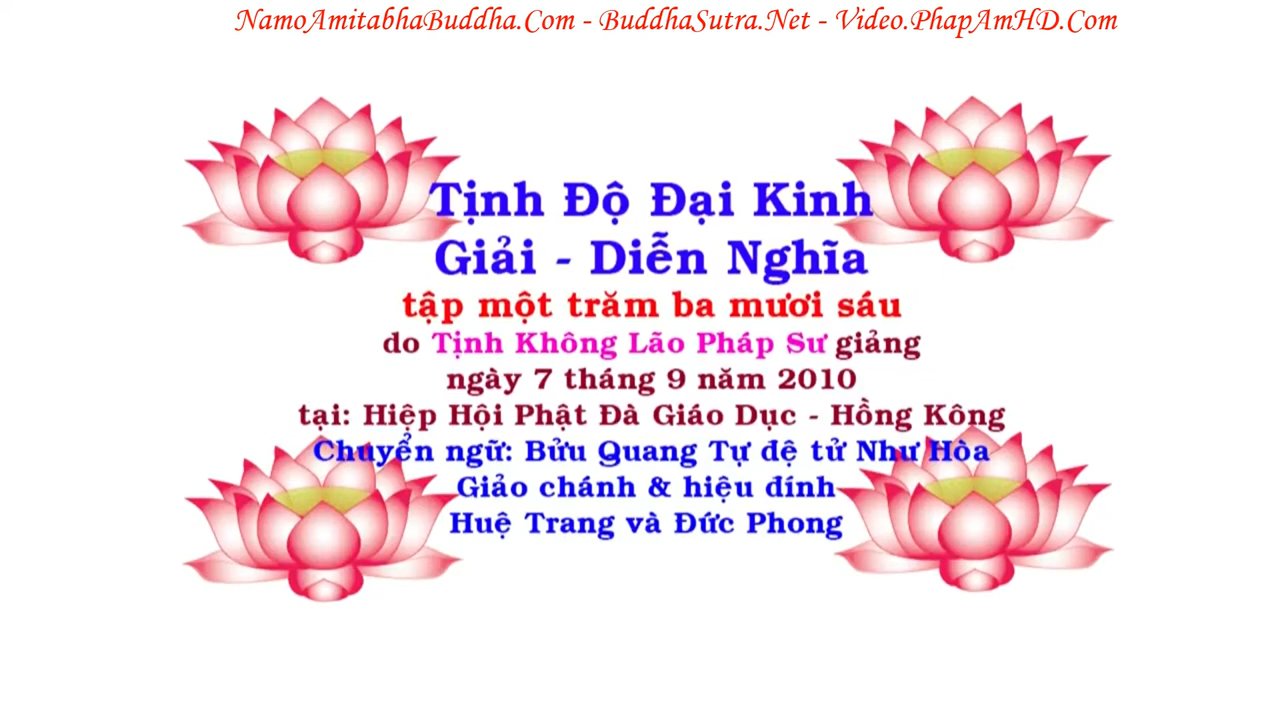 NamoAmitabhaBuddha.Com - BuddhaSutra.Net - Video.PhapAmHD.Com
Tịnh Độ Đại Kinh
Giải - Diễn Nghĩa
tập một trăm ba mươi sáu
do Tịnh Không Lão Pháp Sư giảng
ngày 7 tháng 9 năm 2010
tại: Hiệp Hội Phật Đà Giáo Dục - Hồng Kông
Chuyển ngữ: Bửu Quang Tự đệ tử Như Hòa
Giảo chánh & hiệu đính
Huệ Trang và Đức Phong